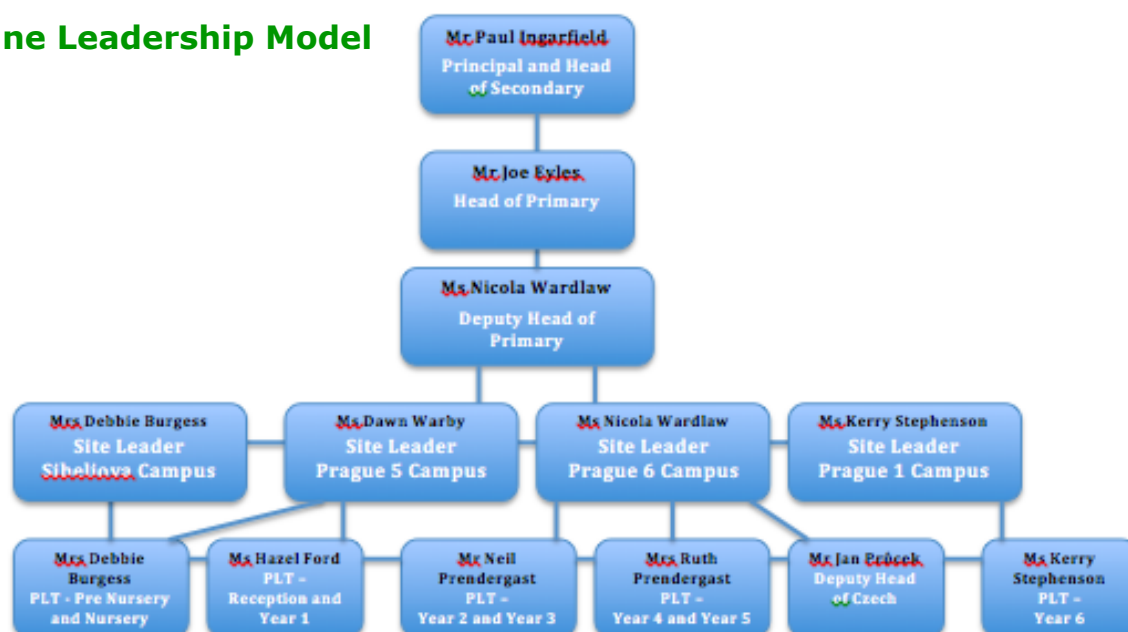 ne Leadership Model
Mr Paul Ingarfield
Principal and Head
of Secondary
Mr Joe Eyles
Head of Primary
Ms Nicola Wardlaw
Deputy Head of
Primary
Mrs Debbie Burgess
Site Leader
Sibeliova Campus
Ms Dawn Warby
Site Leader
Prague 5 Campus
Ms Nicola Wardlaw
Site Leader
Prague 6 Campus
Ms Kerry Stephenson
Site Leader
Prague 1 Campus
Mrs Debbie
Burgess
PLT - Pre Nursery
and Nursery
Ms Hazel Ford
PLT –
Reception and
Year 1
Mr Neil
Prendergast
PLT –
Year 2 and Year 3
Mrs Ruth
Prendergast
PLT –
Year 4 and Year 5
Mr Jan Průcek
Deputy Head
of Czech
Ms Kerry
Stephenson
PLT –
Year 6